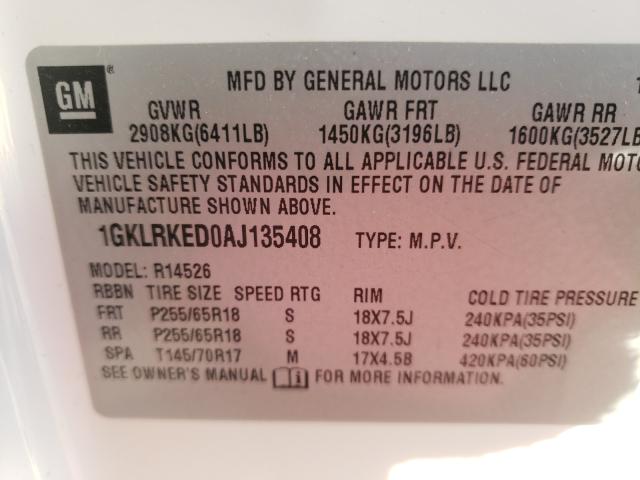 GM ®
MFD BY GENERAL MOTORS LLC
GVWR GAWR FRT GAWR RR
2908KG(6411LB) 1450KG(3196LB) 1600KG(3527LB
THIS VEHICLE CONFORMS TO ALL APPLICABLE U.S. FEDERAL MOTO
VEHICLE SAFETY STANDARDS IN EFFECT ON THE DATE OF
MANUFACTURE SHOWN ABOVE.
1GKLRKED0AJ135408 TYPE: M.P.V.
MODEL: R14526
RBBN TIRE SIZE SPEED RTG RIM COLD TIRE PRESSURE
FRT P255/65R18 S 18X7.5J 240KPA(35PSI)
RR P255/65R18 S 18X7.5J 240KPA(35PSI)
SPA T145/70R17 M 17X4.5B 420KPA(60PSI)
SEE OWNER'S MANUAL FOR MORE INFORMATION.